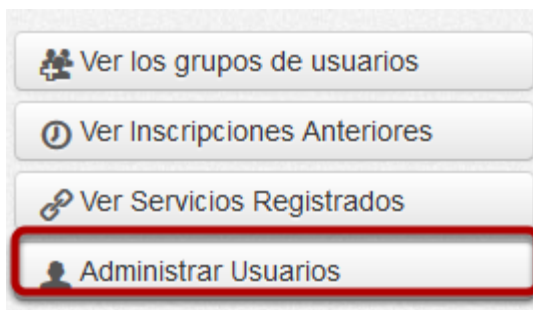 Ver los grupos de usuarios
Ver Inscripciones Anteriores
Ver Servicios Registrados
Administrar Usuarios